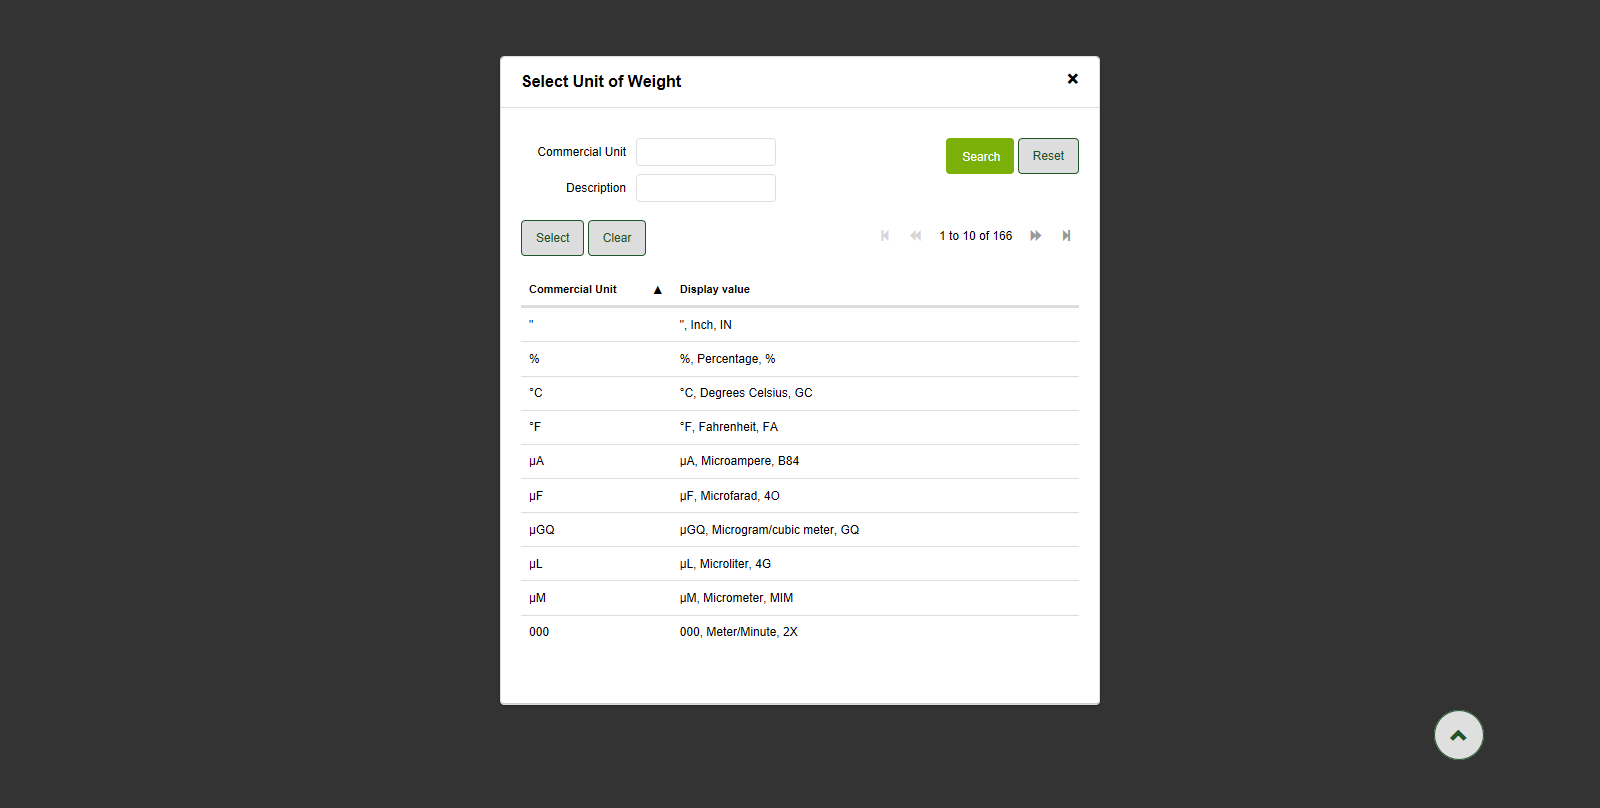 Select Unit of Weight
Commercial Unit
Search
Reset
Description
Select
Clear
1 to 10 of 166
Commercial Unit ▲ Display value
" ", Inch, IN
% %, Percentage, %
°C °C, Degrees Celsius, GC
°F °F, Fahrenheit, FA
µA µA, Microampere, B84
µF µF, Microfarad, 4O
µGQ µGQ, Microgram/cubic meter, GQ
µL µL, Microliter, 4G
µM µM, Micrometer, MIM
000 000, Meter/Minute, 2X